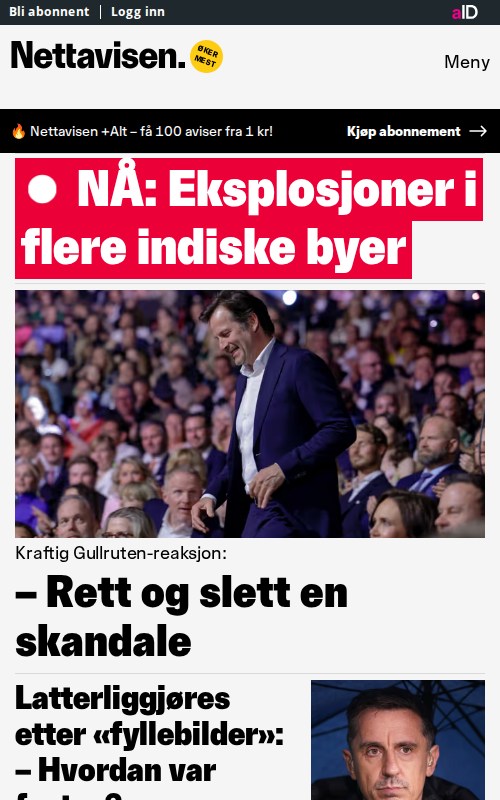 Bli abonnent | Logg inn
aID
Nettavisen.
ØKER
MEST
Meny
🔥 Nettavisen +Alt – få 100 aviser fra 1 kr!
Kjøp abonnement →
NÅ: Eksplosjoner i
flere indiske byer
Kraftig Gullruten-reaksjon:
– Rett og slett en
skandale
Latterliggjøres
etter «fyllebilder»:
– Hvordan var